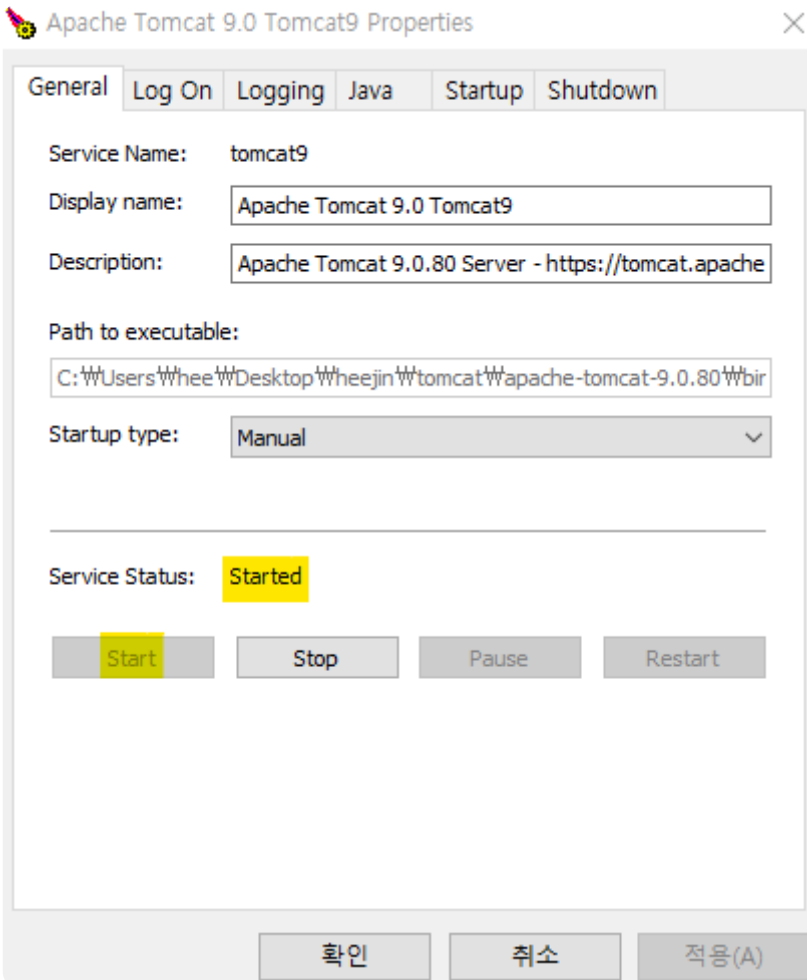 Apache Tomcat 9.0 Tomcat9 Properties
General Log On Logging Java Startup Shutdown
Service Name: tomcat9
Display name: Apache Tomcat 9.0 Tomcat9
Description: Apache Tomcat 9.0.80 Server - https://tomcat.apache
Path to executable:
C:₩Users₩hee₩Desktop₩heejin₩tomcat₩apache-tomcat-9.0.80₩bin
Startup type: Manual
Service Status: Started
Start Stop Pause Restart
확인 취소 적용(A)